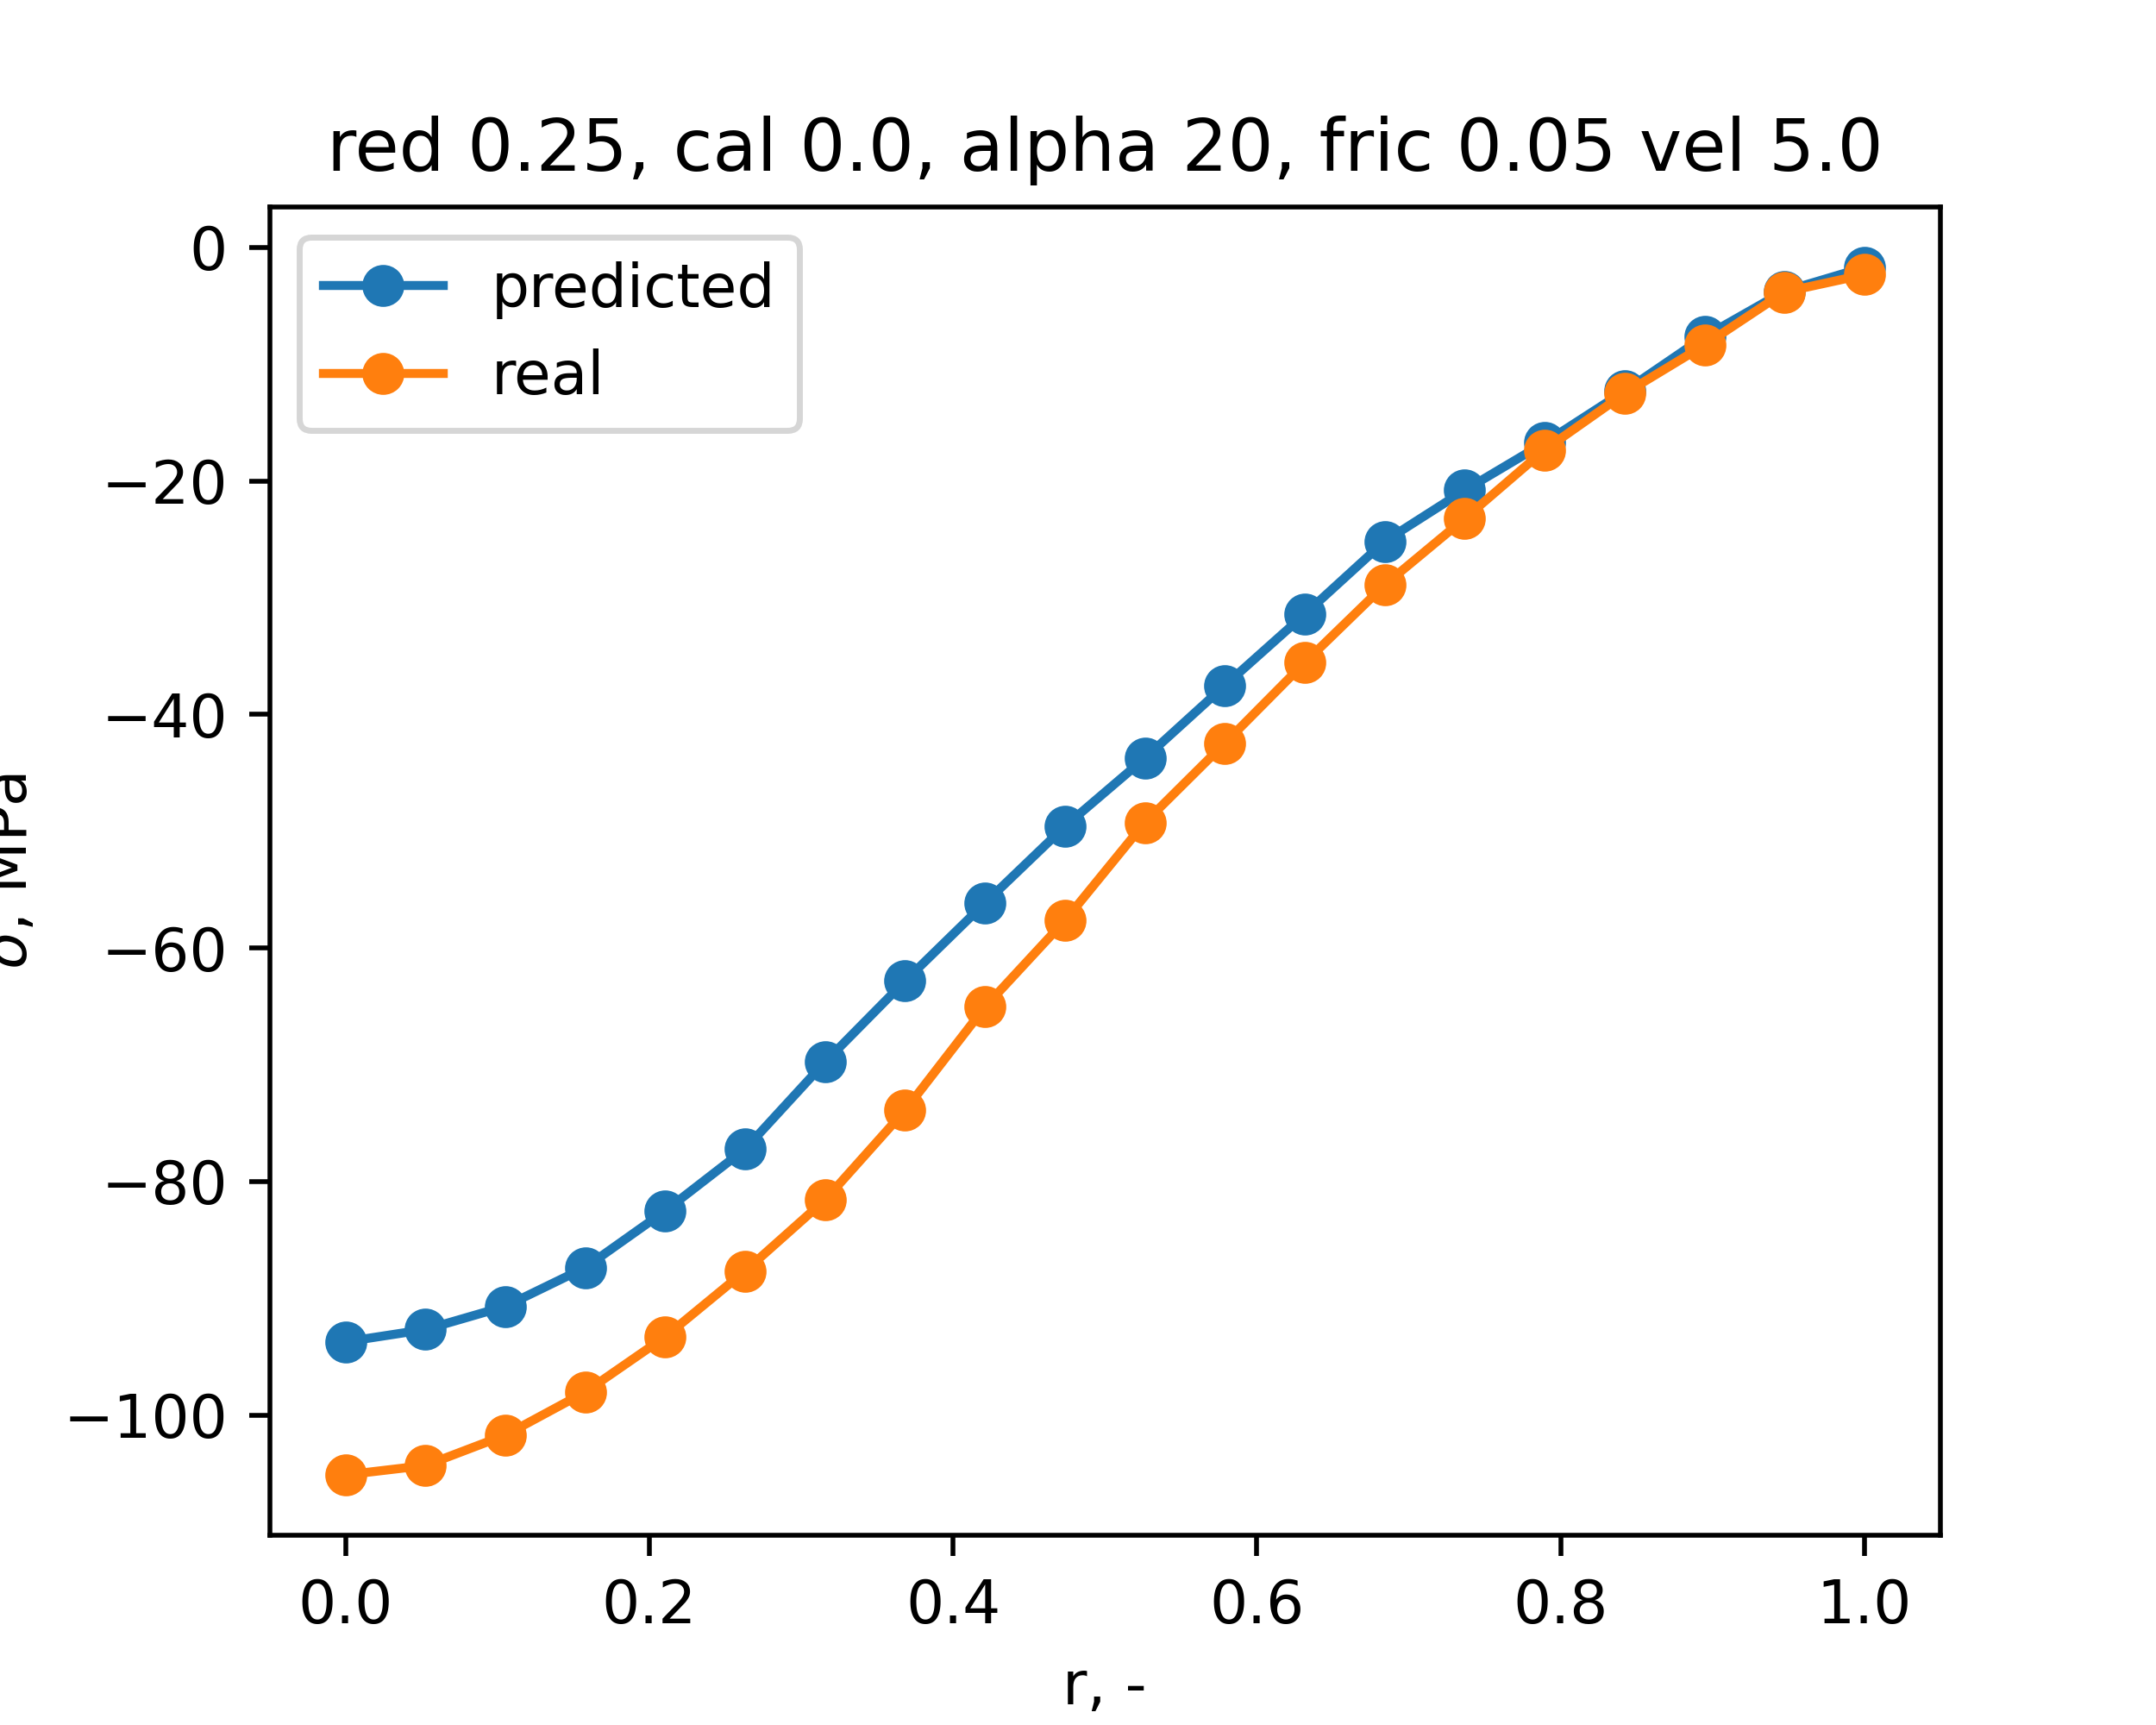 red 0.25, cal 0.0, alpha 20, fric 0.05 vel 5.0
predicted
real
0
−20
−40
−60
−80
−100
, MPa
0.0 0.2 0.4 0.6 0.8 1.0
r, -